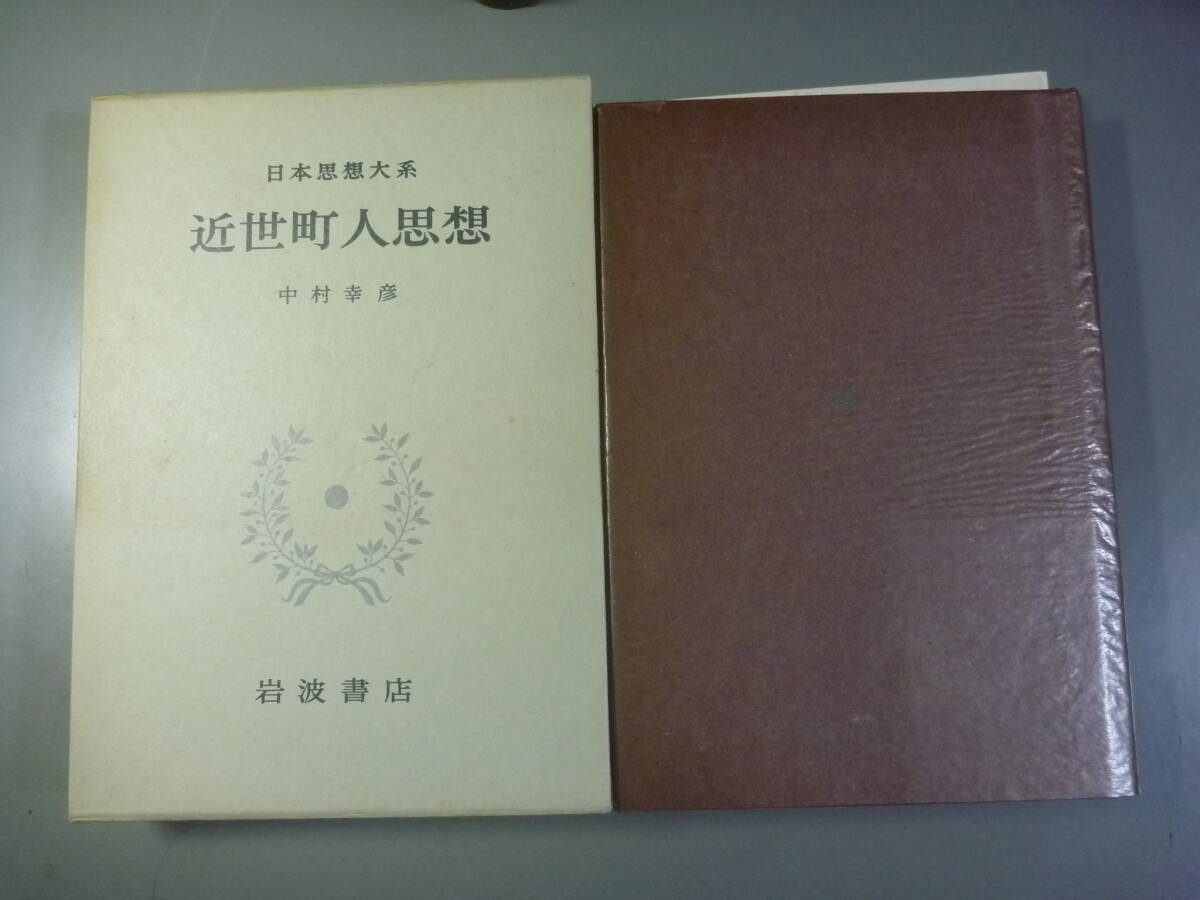 日本思想大系
近世町人思想
中村幸彦
岩波書店